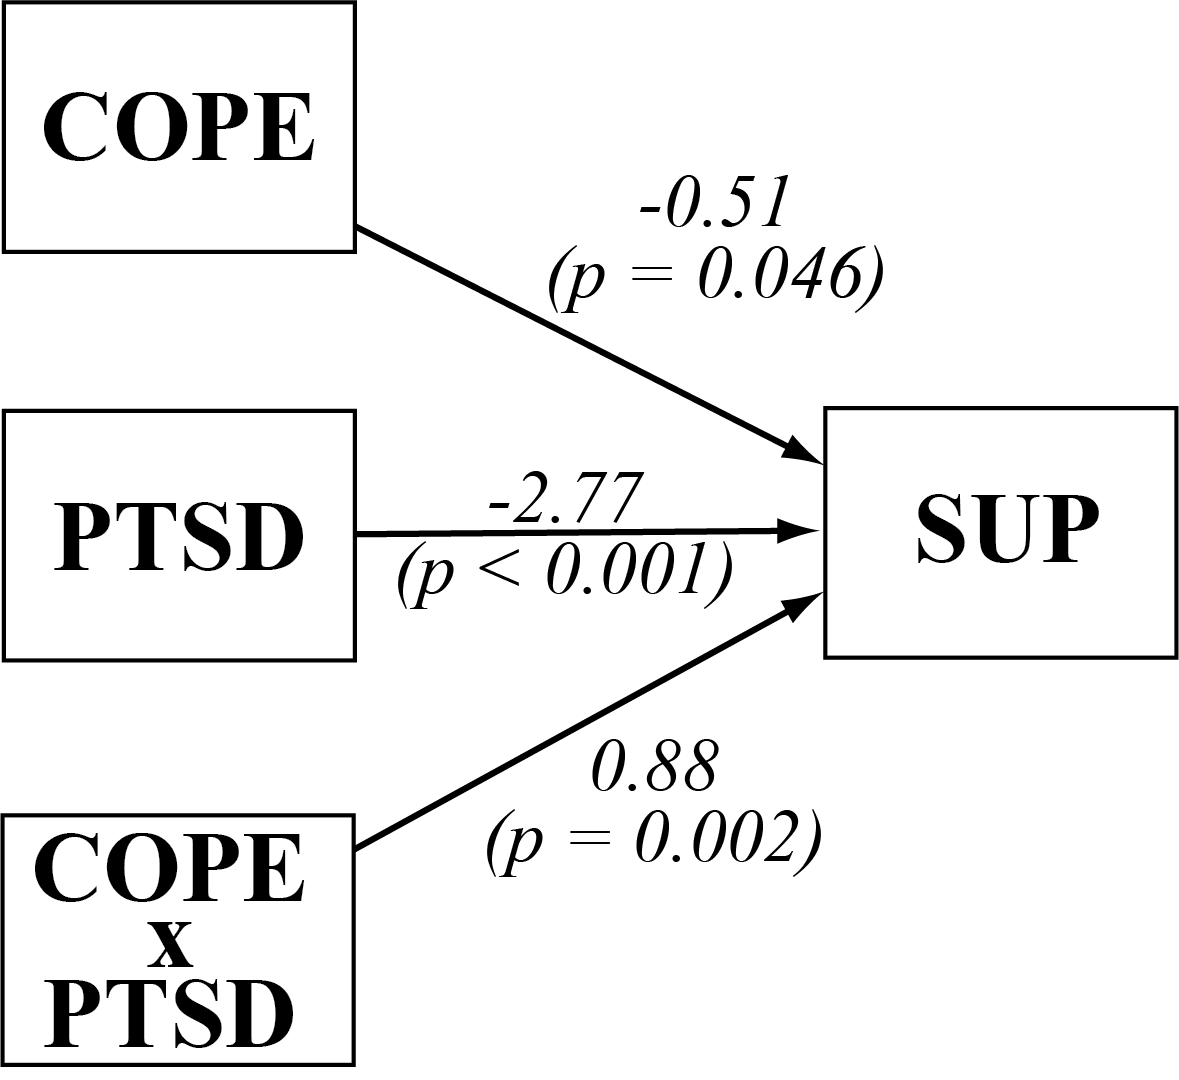 COPE
-0.51
(p = 0.046)
PTSD
-2.77
(p < 0.001)
SUP
0.88
(p = 0.002)
COPE
x
PTSD